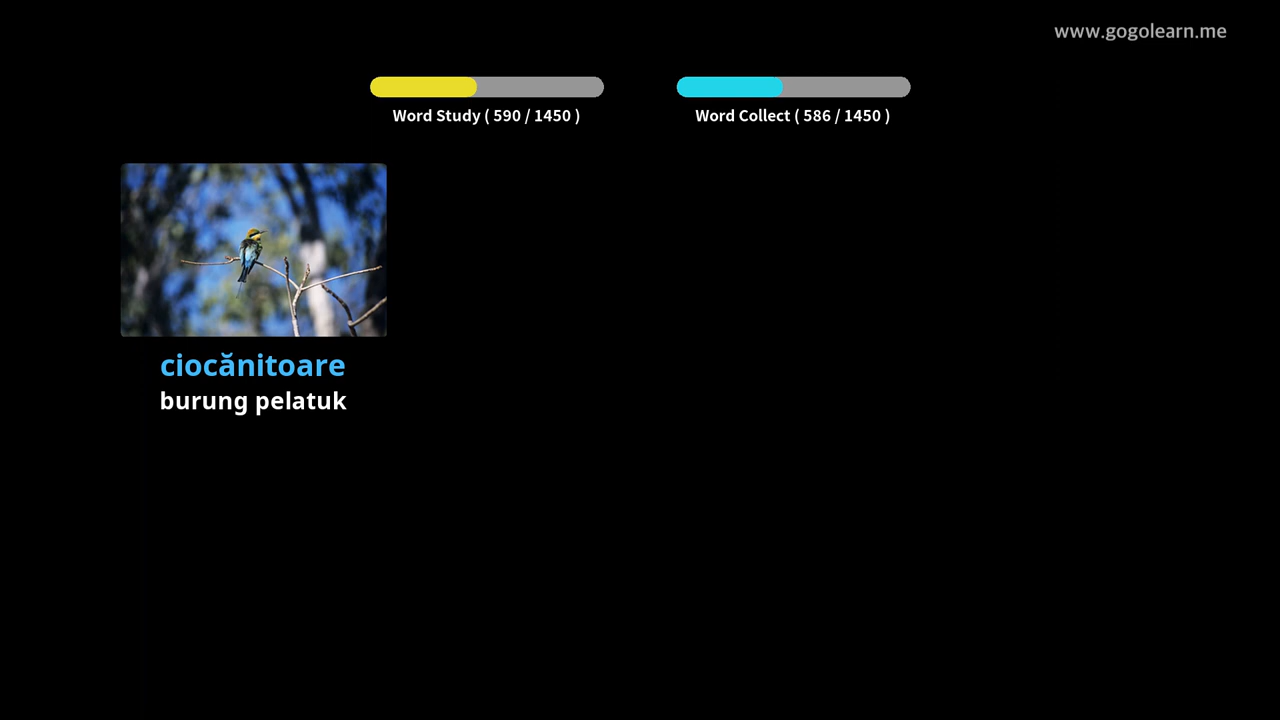 www.gogolearn.me
Word Study ( 590 / 1450 )
Word Collect ( 586 / 1450 )
ciocănitoare
burung pelatuk